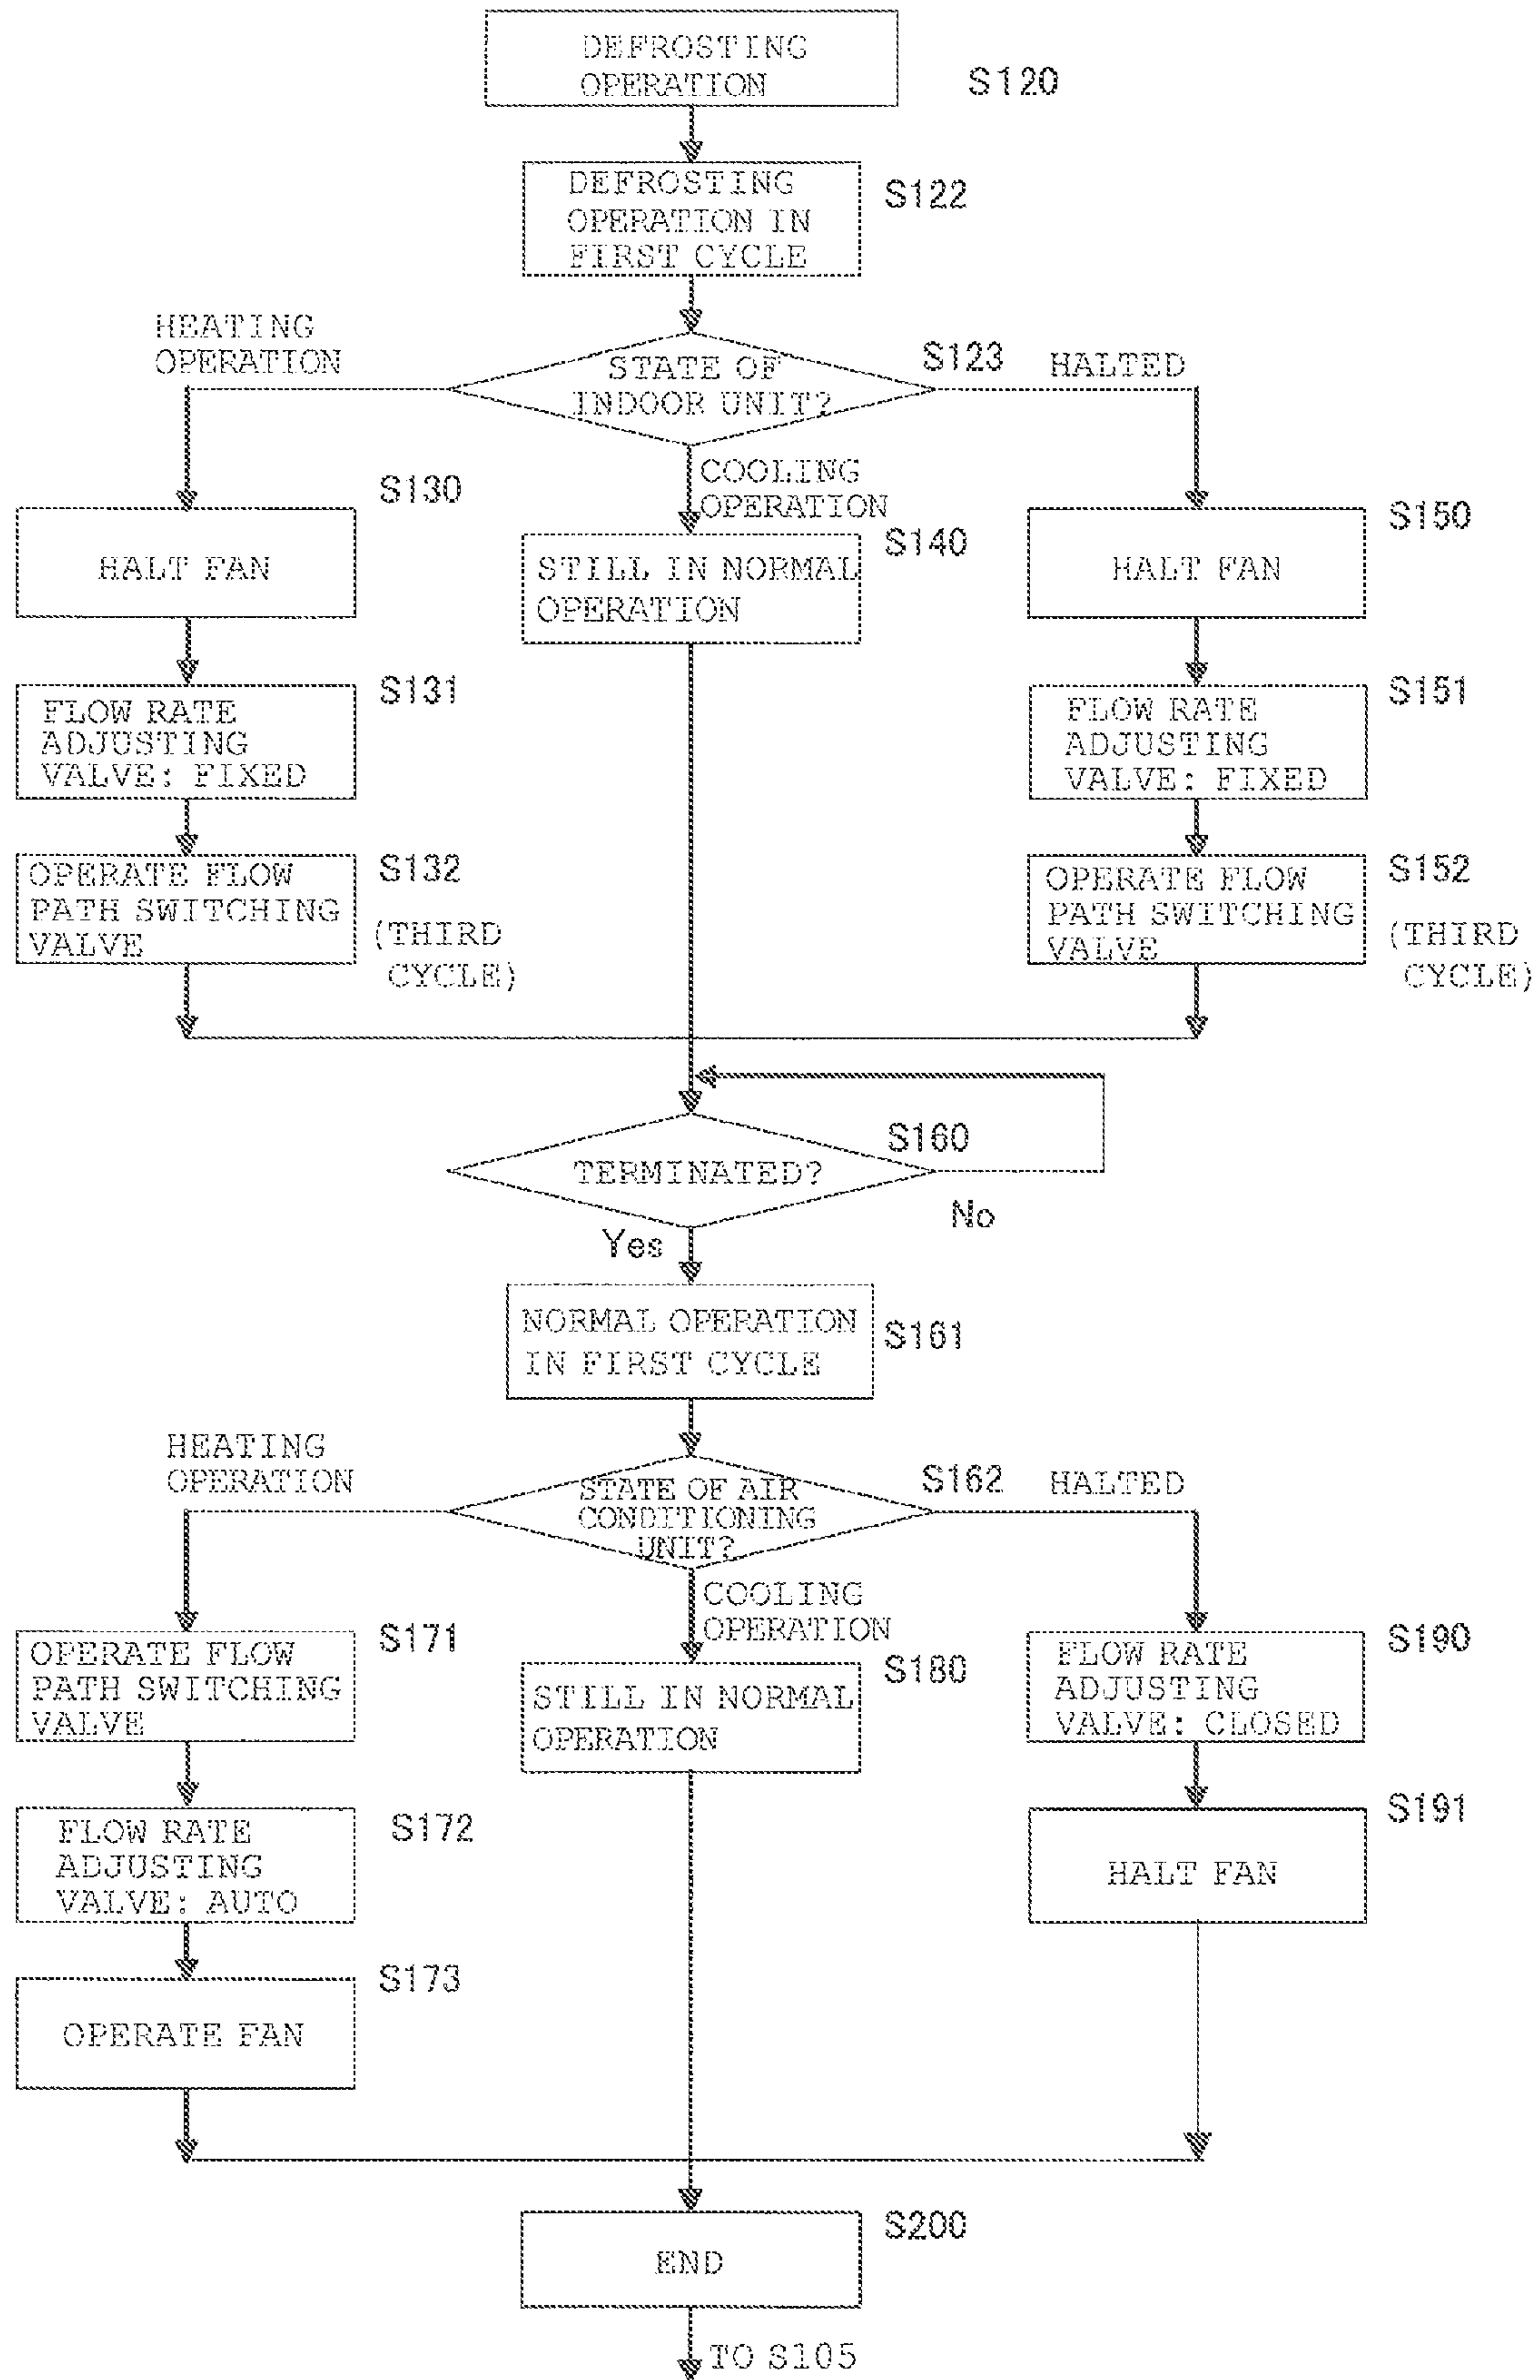 DEFROSTING
OPERATION
S120
DEFROSTING
OPERATION IN
FIRST CYCLE
S122
HEATING
OPERATION
STATE OF
INDOOR UNIT?
S123
HALTED
COOLING
OPERATION
S130
HALT FAN
S140
STILL IN NORMAL
OPERATION
S150
HALT FAN
S131
FLOW RATE
ADJUSTING
VALVE: FIXED
S151
FLOW RATE
ADJUSTING
VALVE: FIXED
S132
OPERATE FLOW
PATH SWITCHING
VALVE
(THIRD
CYCLE)
S152
OPERATE FLOW
PATH SWITCHING
VALVE
(THIRD
CYCLE)
S160
TERMINATED?
No
Yes
NORMAL OPERATION
IN FIRST CYCLE
S161
HEATING
OPERATION
STATE OF AIR
CONDITIONING
UNIT?
S162
HALTED
COOLING
OPERATION
S171
OPERATE FLOW
PATH SWITCHING
VALVE
S180
STILL IN NORMAL
OPERATION
S190
FLOW RATE
ADJUSTING
VALVE: CLOSED
S172
FLOW RATE
ADJUSTING
VALVE: AUTO
S191
HALT FAN
S173
OPERATE FAN
S200
END
TO S105